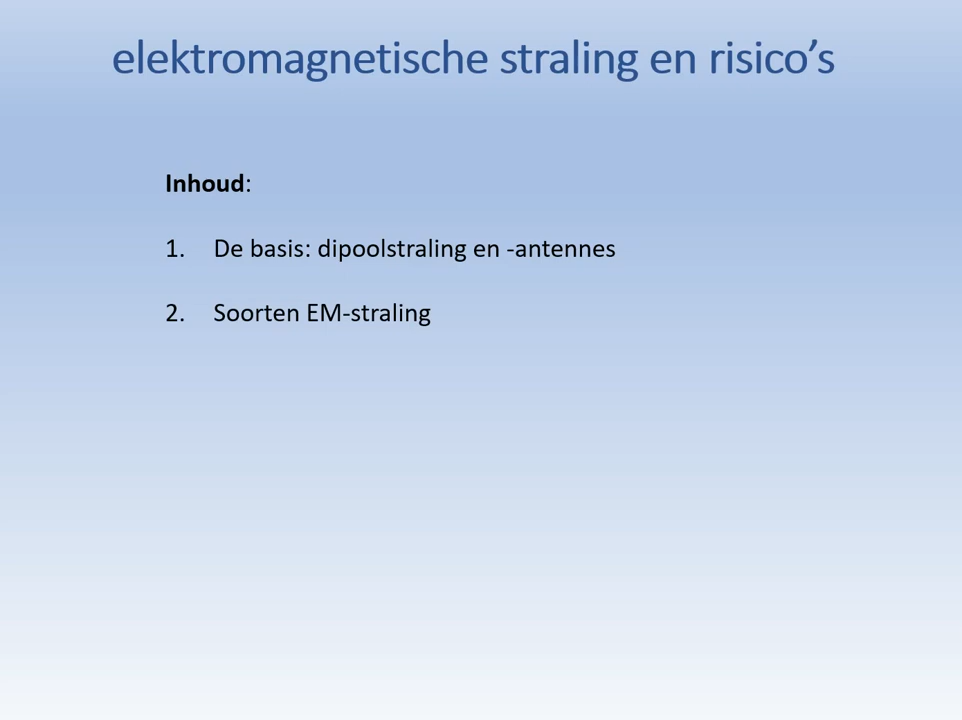 elektromagnetische straling en risico’s
Inhoud:
1. De basis: dipoolstraling en -antennes
2. Soorten EM-straling